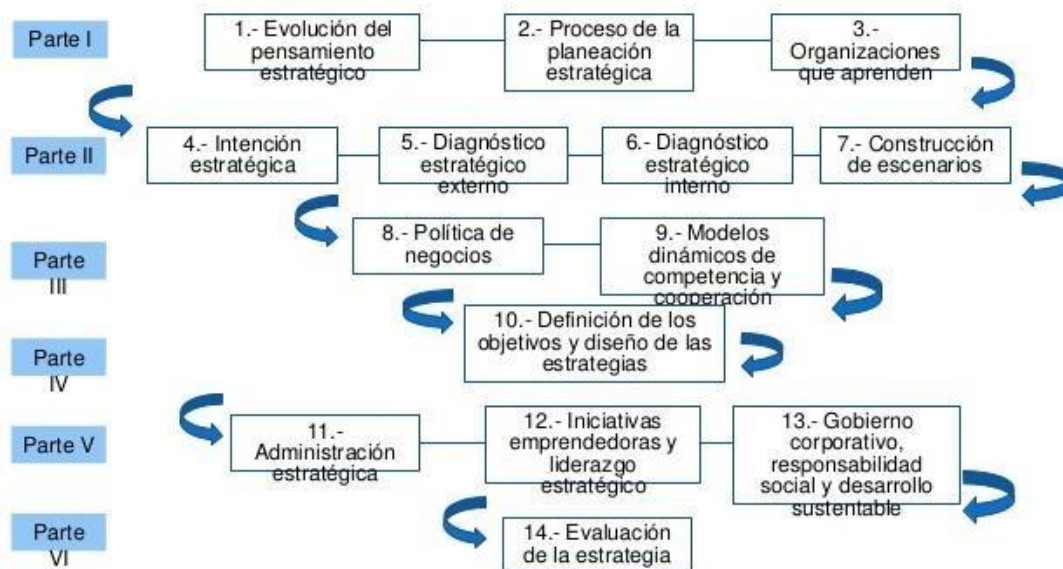 Parte I
1.- Evolución del
pensamiento
estratégico
2.- Proceso de la
planeación
estratégica
3.-
Organizaciones
que aprenden
Parte II
4.- Intención
estratégica
5.- Diagnóstico
estratégico
externo
6.- Diagnóstico
estratégico
interno
7.- Construcción
de escenarios
Parte
III
8.- Política de
negocios
9.- Modelos
dinámicos de
competencia y
cooperación
Parte
IV
10.- Definición de los
objetivos y diseño de las
estrategias
Parte V
11.-
Administración
estratégica
12.- Iniciativas
emprendedoras y
liderazgo
estratégico
13.- Gobierno
corporativo,
responsabilidad
social y desarrollo
sustentable
Parte
VI
14.- Evaluación
de la estrategia